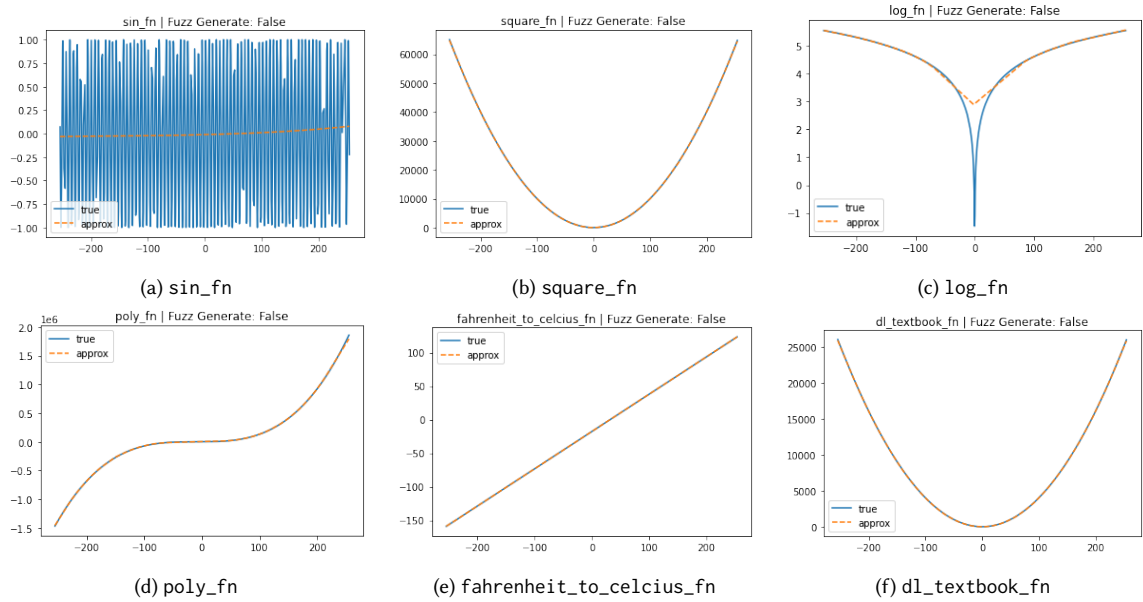 sin_fn | Fuzz Generate: False
1.00
0.75
0.50
0.25
0.00
−0.25
−0.50
−0.75
−1.00
true
approx
−200 −100 0 100 200
(a) sin_fn
square_fn | Fuzz Generate: False
60000
50000
40000
30000
20000
10000
0
true
approx
−200 −100 0 100 200
(b) square_fn
log_fn | Fuzz Generate: False
5
4
3
2
1
0
−1
true
approx
−200 −100 0 100 200
(c) log_fn
poly_fn | Fuzz Generate: False
1e6
2.0
1.5
1.0
0.5
0.0
−0.5
−1.0
−1.5
true
approx
−200 −100 0 100 200
(d) poly_fn
fahrenheit_to_celcius_fn | Fuzz Generate: False
100
50
0
−50
−100
−150
true
approx
−200 −100 0 100 200
(e) fahrenheit_to_celcius_fn
dl_textbook_fn | Fuzz Generate: False
25000
20000
15000
10000
5000
0
true
approx
−200 −100 0 100 200
(f) dl_textbook_fn